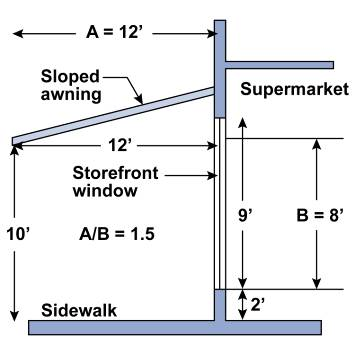 A = 12’
Sloped
awning
Supermarket
12’
Storefront
window
9’
B = 8’
10’
A/B = 1.5
Sidewalk
2’